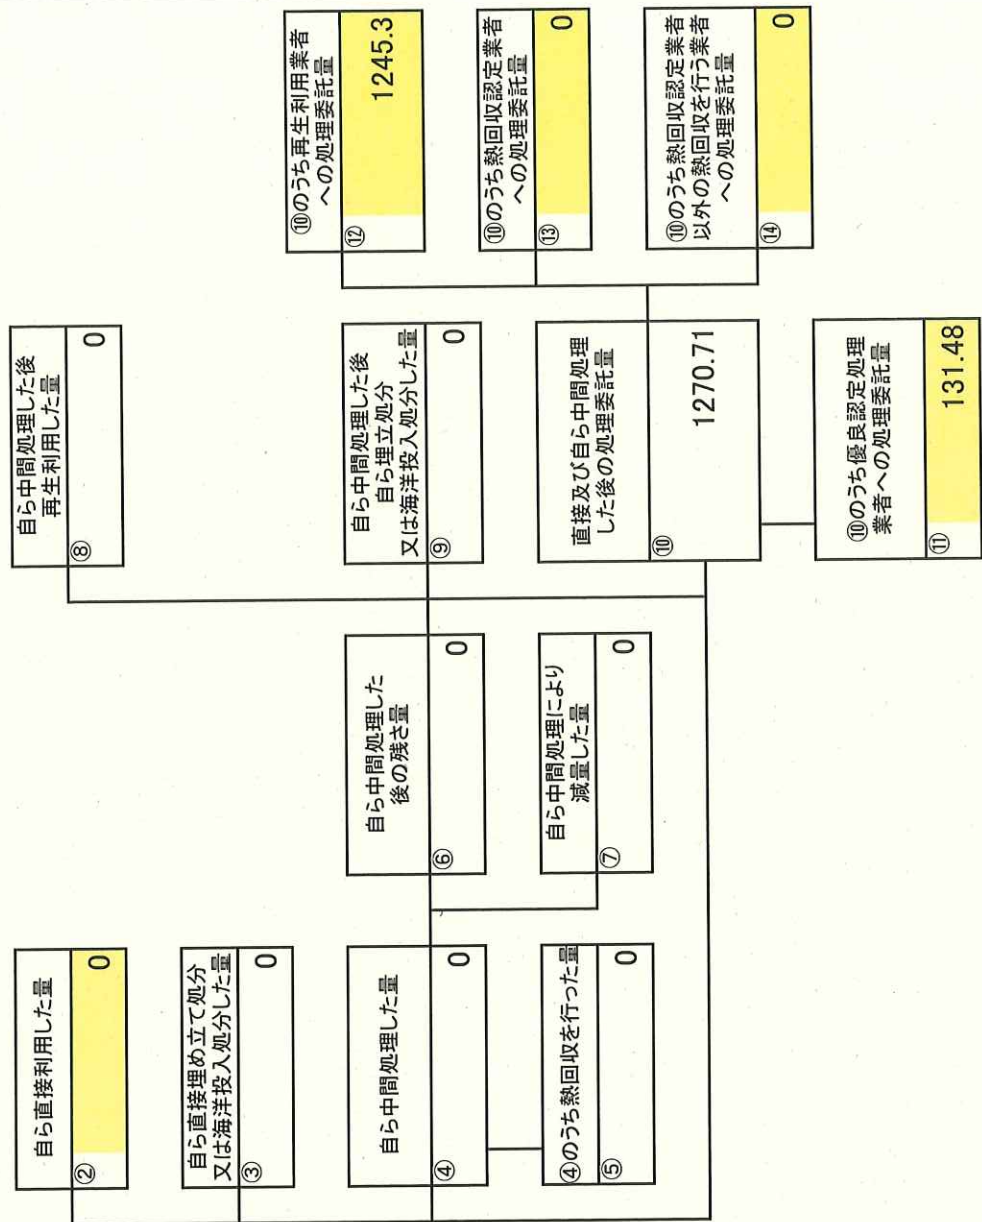 自ら直接利用した量
②
0
自ら直接埋め立て処分
又は海洋投入処分した量
③
0
自ら中間処理した量
④
0
④のうち熱回収を行った量
⑤
0
自ら中間処理した
後の残さ量
⑥
0
自ら中間処理により
減量した量
⑦
0
自ら中間処理した後
再生利用した量
⑧
0
自ら中間処理した後
自ら埋立処分
又は海洋投入処分した量
⑨
0
直接及び自ら中間処理
した後の処理委託量
⑩
1270.71
⑩のうち優良認定処理
業者への処理委託量
⑪
131.48
⑩のうち再生利用業者
への処理委託量
⑫
1245.3
⑩のうち熱回収認定業者
への処理委託量
⑬
0
⑩のうち熱回収認定業者
以外の熱回収を行う業者
への処理委託量
⑭
0